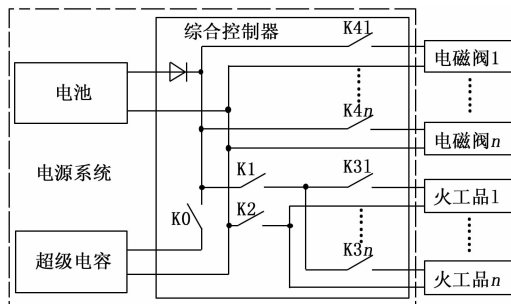 综合控制器
K41
电磁阀1
电池
K4n
电磁阀n
电源系统
K1
K31
火工品1
K0
K2
超级电容
K3n
火工品n